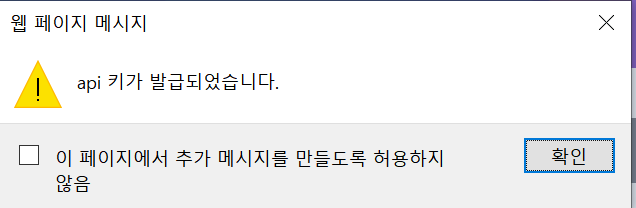 웹 페이지 메시지
api 키가 발급되었습니다.
이 페이지에서 추가 메시지를 만들도록 허용하지
않음
확인